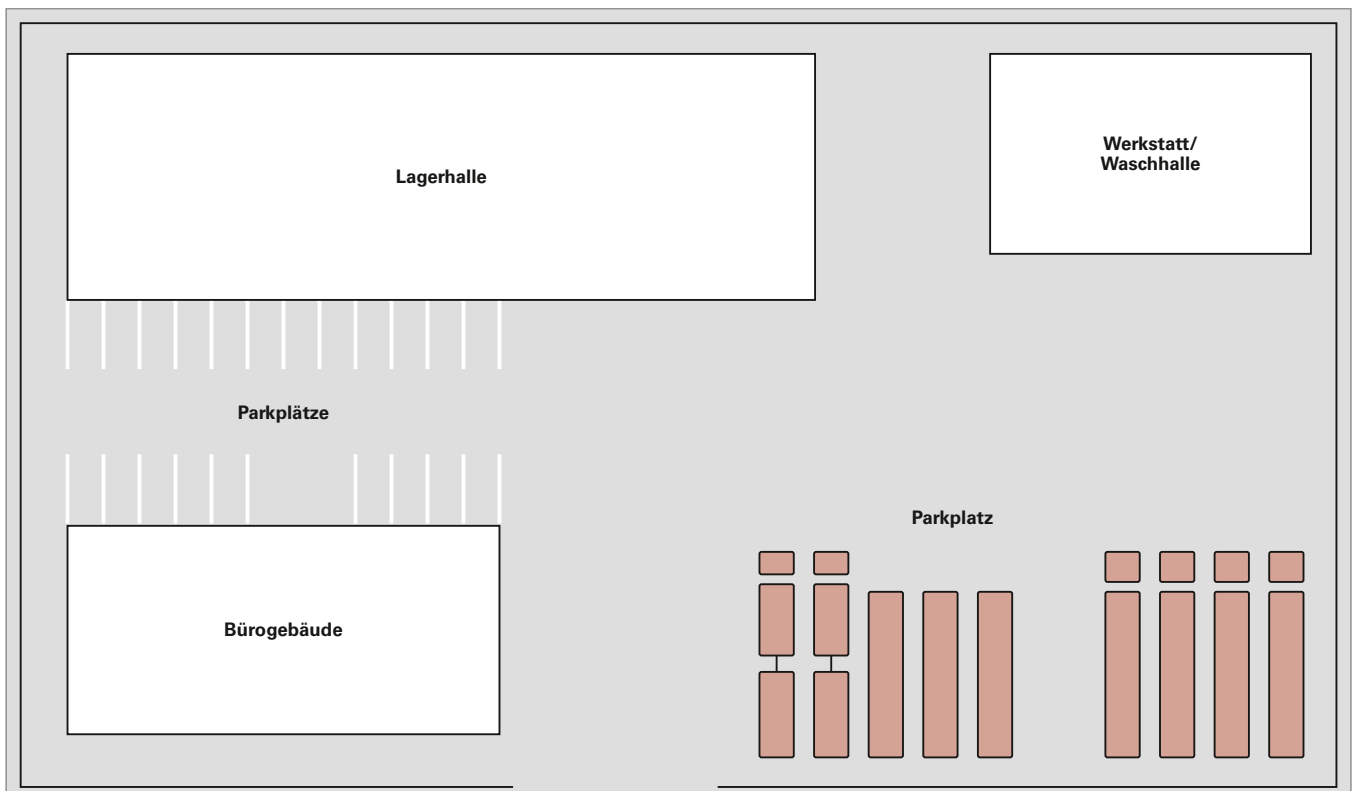 Lagerhalle
Werkstatt/
Waschhalle
Parkplätze
Parkplatz
Bürogebäude